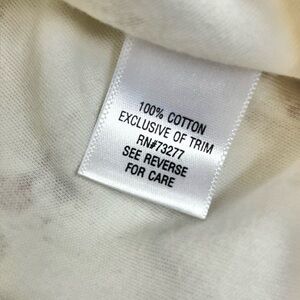 100% COTTON
EXCLUSIVE OF TRIM
RN#73277
SEE REVERSE
FOR CARE